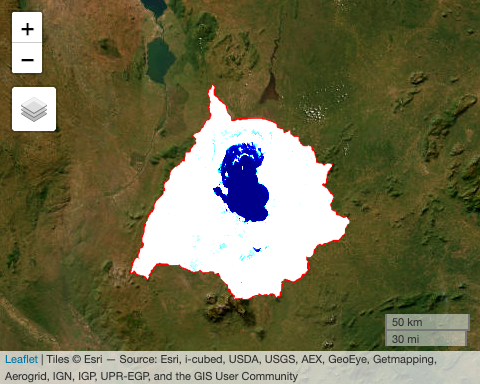 +
−
50 km
30 mi
Leaflet | Tiles © Esri — Source: Esri, i-cubed, USDA, USGS, AEX, GeoEye, Getmapping,
Aerogrid, IGN, IGP, UPR-EGP, and the GIS User Community